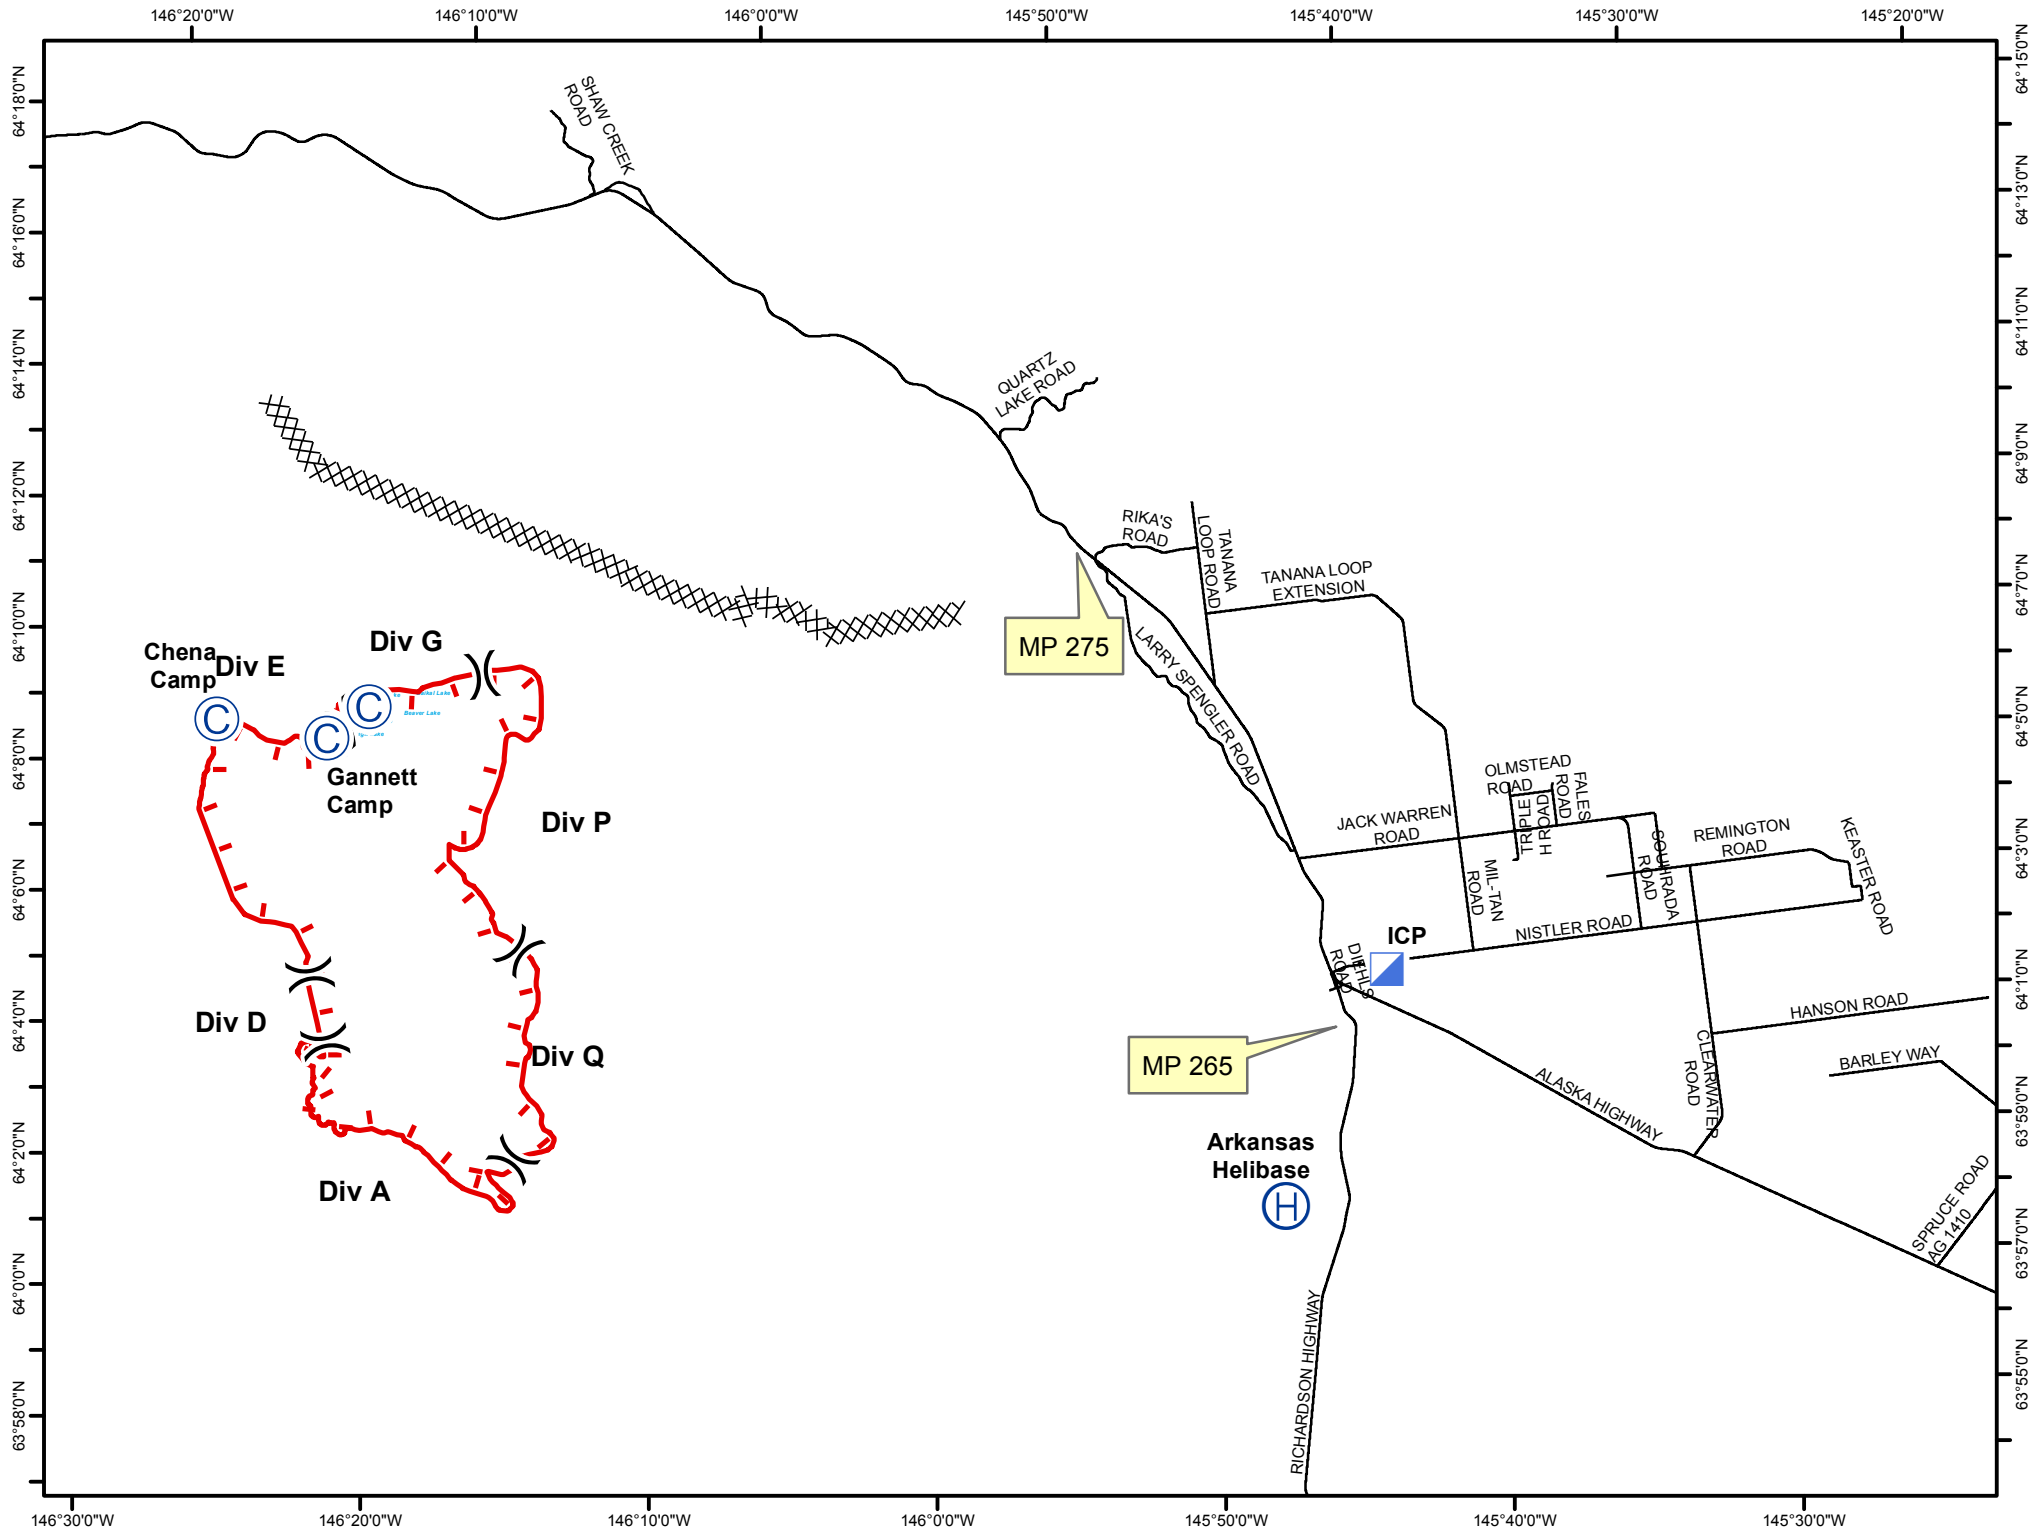 146°20'0"W
146°10'0"W
146°0'0"W
145°50'0"W
145°40'0"W
145°30'0"W
145°20'0"W
64°18'0"N
64°16'0"N
64°14'0"N
64°12'0"N
64°10'0"N
64°8'0"N
64°6'0"N
64°4'0"N
64°2'0"N
64°0'0"N
63°58'0"N
64°15'0"N
64°13'0"N
64°11'0"N
64°9'0"N
64°7'0"N
64°5'0"N
64°3'0"N
64°1'0"N
63°59'0"N
63°57'0"N
63°55'0"N
63°53'0"N
SHAW CREEK
ROAD
QUARTZ
LAKE ROAD
RIKA'S
ROAD
TANANA
LOOP ROAD
TANANA LOOP
EXTENSION
MP 275
LARRY SPENGLER ROAD
Chena
Camp
Div E
Div G
C
C
C
Beaver Lake
Gannett
Camp
Div P
Div D
Div Q
Div A
OLMSTEAD
ROAD
FALES
ROAD
TRIPLE
H ROAD
JACK WARREN
ROAD
SOUHRADA
ROAD
REMINGTON
ROAD
KEASTER ROAD
MIL-TAN
ROAD
NISTLER ROAD
ICP
DIEHLS
ROAD
HANSON ROAD
MP 265
CLEARWATER
ROAD
BARLEY WAY
ALASKA HIGHWAY
Arkansas
Helibase
H
SPRUCE ROAD
AG 1410
RICHARDSON HIGHWAY
146°30'0"W
146°20'0"W
146°10'0"W
146°0'0"W
145°50'0"W
145°40'0"W
145°30'0"W